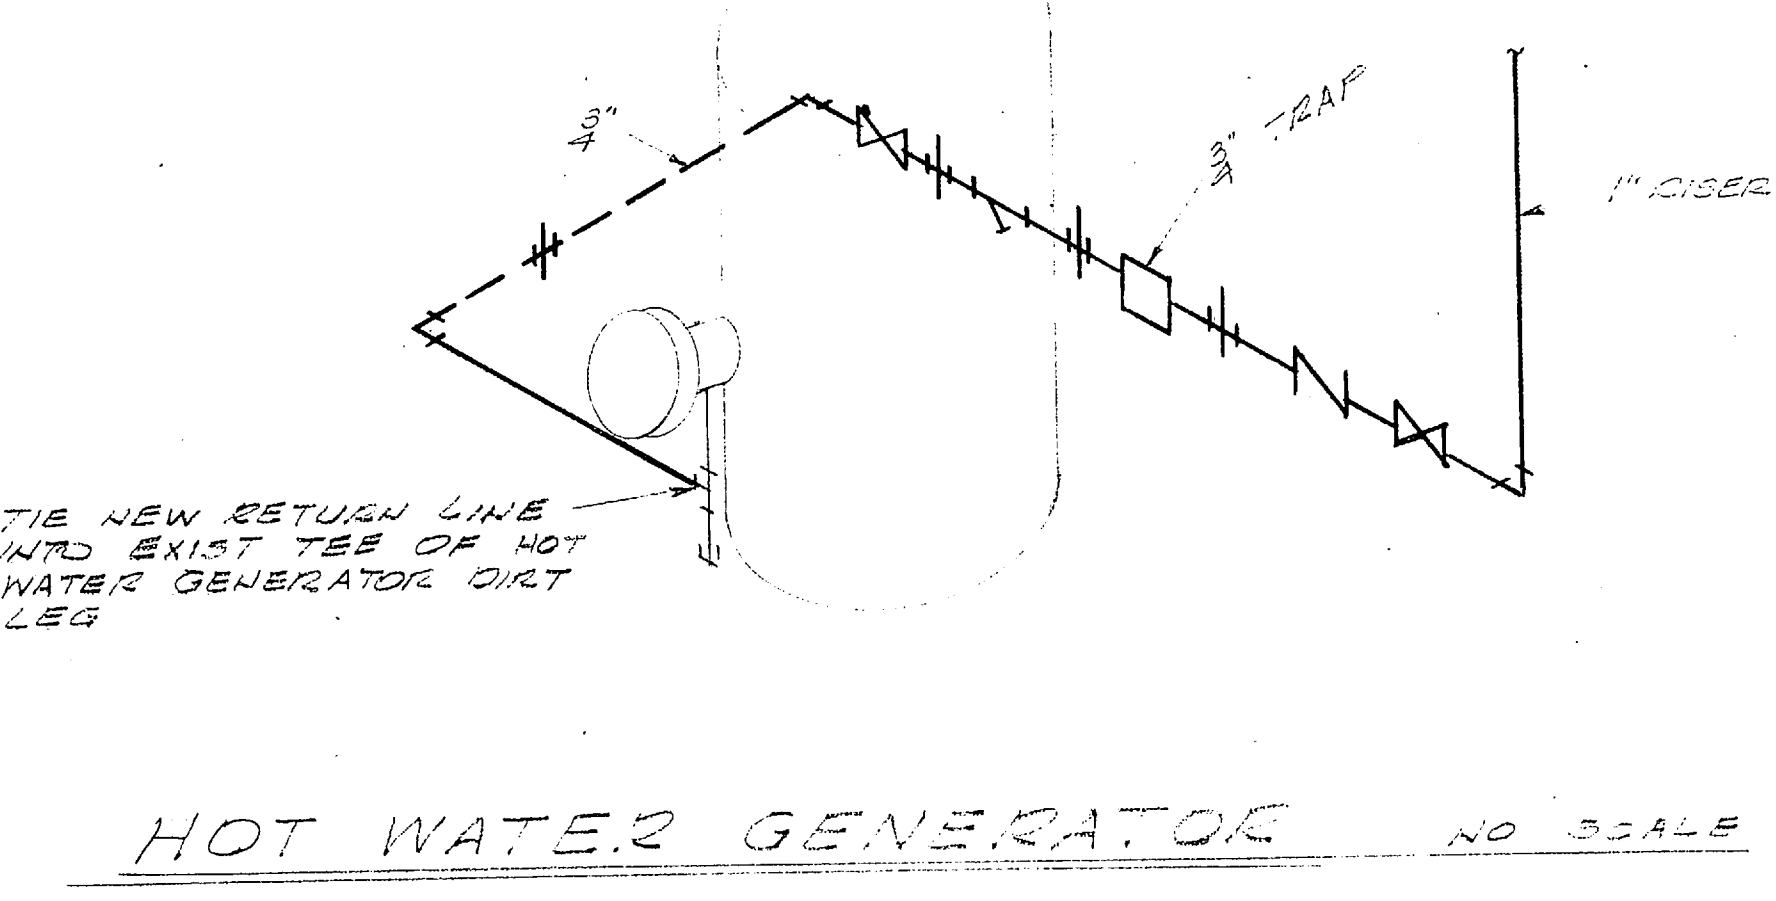 3/4"
3/4" TRAP
1" RISER
TIE NEW RETURN LINE
INTO EXIST TEE OF HOT
WATER GENERATOR DIRT
LEG
HOT WATER GENERATOR NO SCALE